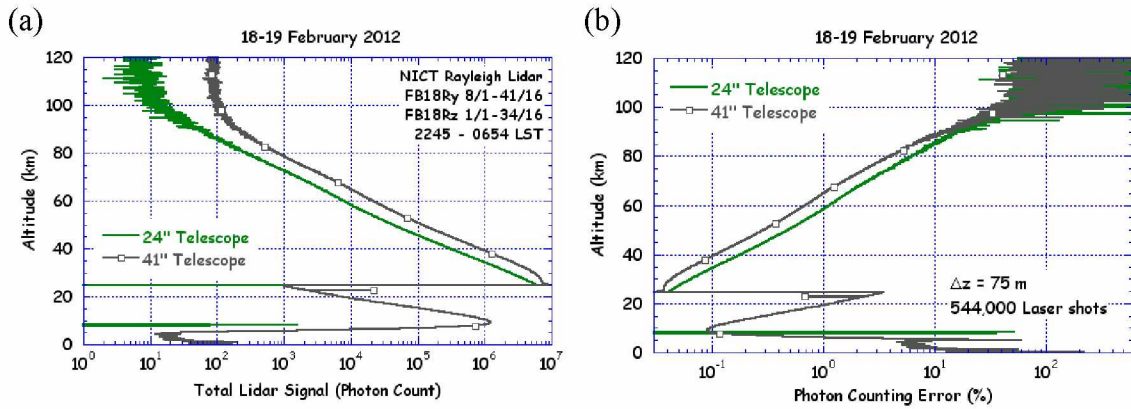 (a)
18-19 February 2012
120
100
80
60
40
20
0
Altitude (km)
NICT Rayleigh Lidar
FB18Ry 8/1-41/16
FB18Rz 1/1-34/16
2245 - 0654 LST
24" Telescope
41" Telescope
10^0 10^1 10^2 10^3 10^4 10^5 10^6 10^7
Total Lidar Signal (Photon Count)
(b)
18-19 February 2012
120
100
80
60
40
20
0
Altitude (km)
24" Telescope
41" Telescope
Δz = 75 m
544,000 Laser shots
10^-1 10^0 10^1 10^2
Photon Counting Error (%)